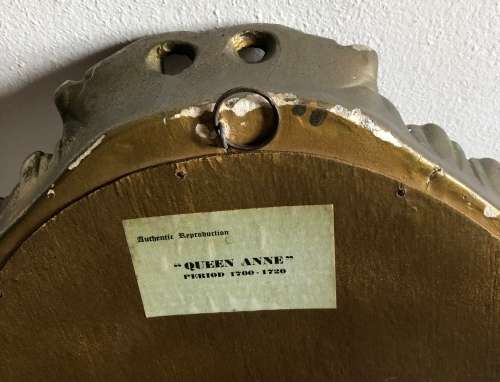 Authentic Reproduction
"QUEEN ANNE"
PERIOD 1700-1720